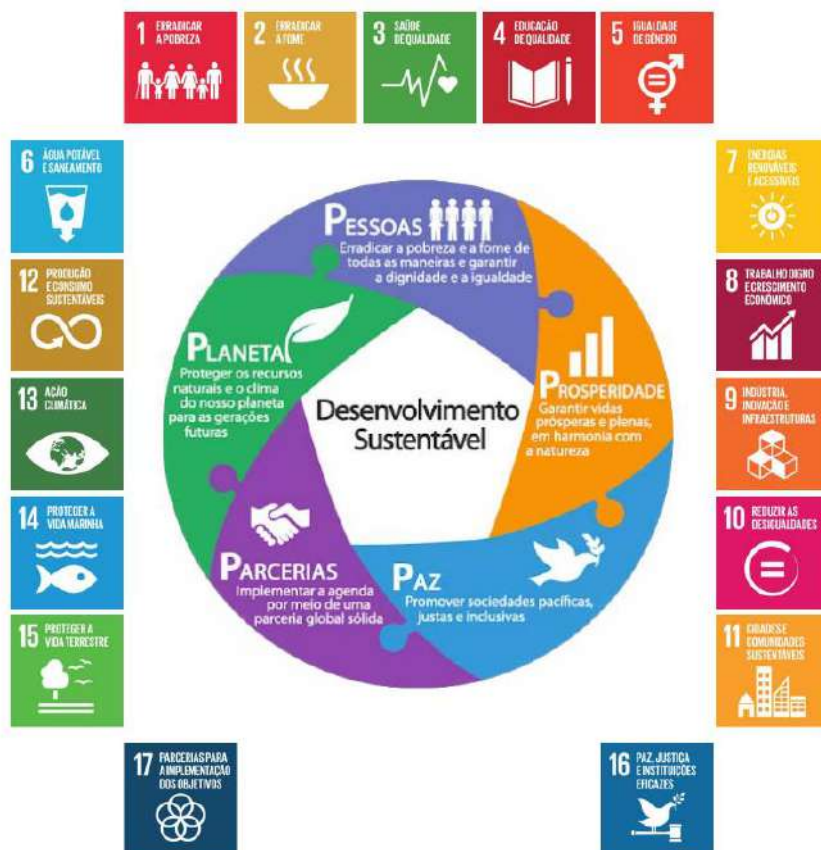 1 ERRADICAR
A POBREZA
2 ERRADICAR
A FOME
3 SAÚDE
DE QUALIDADE
4 EDUCAÇÃO
DE QUALIDADE
5 IGUALDADE
DE GÉNERO
6 ÁGUA POTÁVEL
E SANEAMENTO
7 ENERGIAS
RENOVÁVEIS
E ACESSÍVEIS
12 PRODUÇÃO
E CONSUMO
SUSTENTÁVEIS
8 TRABALHO DIGNO
E CRESCIMENTO
ECONÓMICO
13 AÇÃO
CLIMÁTICA
9 INDÚSTRIA,
INOVAÇÃO E
INFRAESTRUTURAS
14 PROTEGER A
VIDA MARINHA
10 REDUZIR AS
DESIGUALDADES
15 PROTEGER A
VIDA TERRESTRE
11 CIDADES E
COMUNIDADES
SUSTENTÁVEIS
17 PARCERIAS PARA
A IMPLEMENTAÇÃO
DOS OBJETIVOS
16 PAZ, JUSTIÇA
E INSTITUIÇÕES
EFICAZES
PESSOAS
Erradicar a pobreza e a fome de
todas as maneiras e garantir
a dignidade e a igualdade
PLANETA
Proteger os recursos
naturais e o clima
do nosso planeta
para as gerações
futuras
PROSPERIDADE
Garantir vidas
prósperas e plenas,
em harmonia com
a natureza
Desenvolvimento
Sustentável
PARCERIAS
Implementar a agenda
por meio de uma
parceria global sólida
PAZ
Promover sociedades pacíficas,
justas e inclusivas